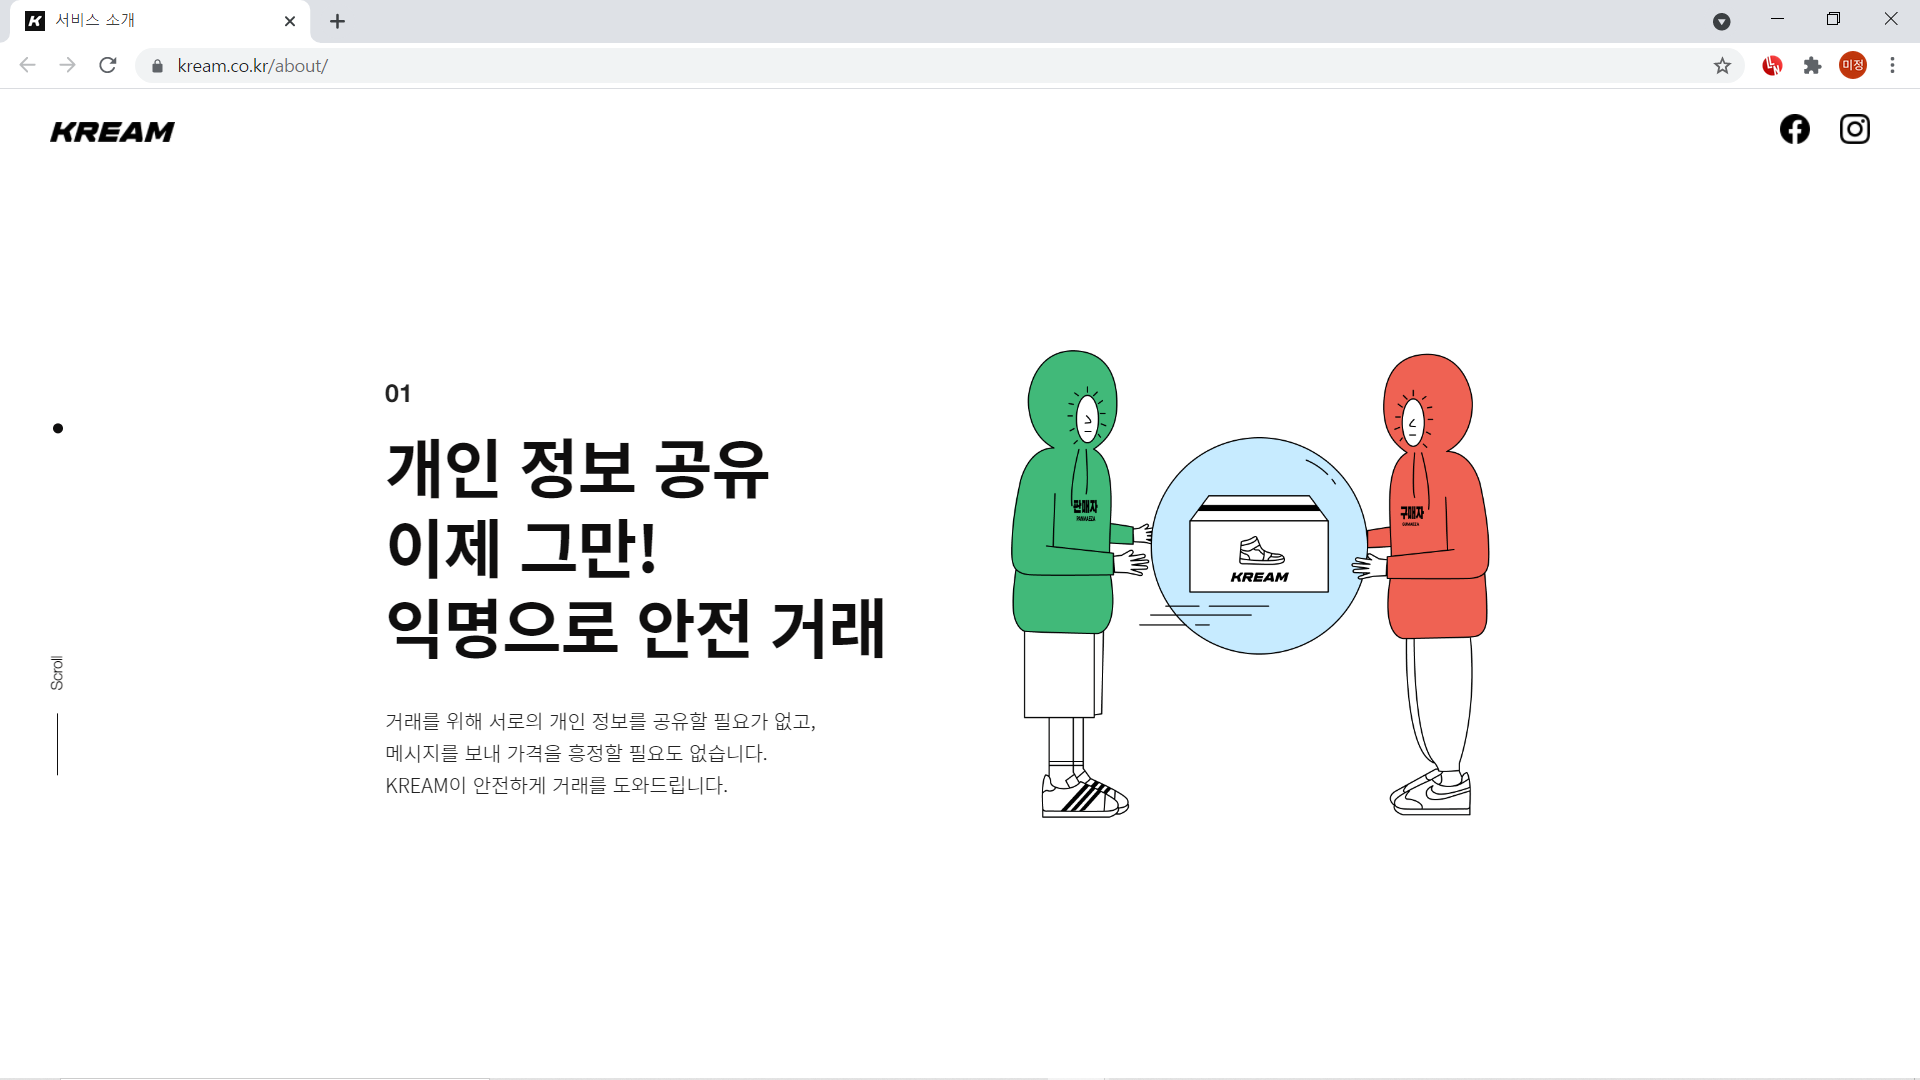 서비스 소개
kream.co.kr/about/
미정
KREAM
01
개인 정보 공유
이제 그만!
익명으로 안전 거래
거래를 위해 서로의 개인 정보를 공유할 필요가 없고,
메시지를 보내 가격을 흥정할 필요도 없습니다.
KREAM이 안전하게 거래를 도와드립니다.
Scroll
판매자
구매자
KREAM